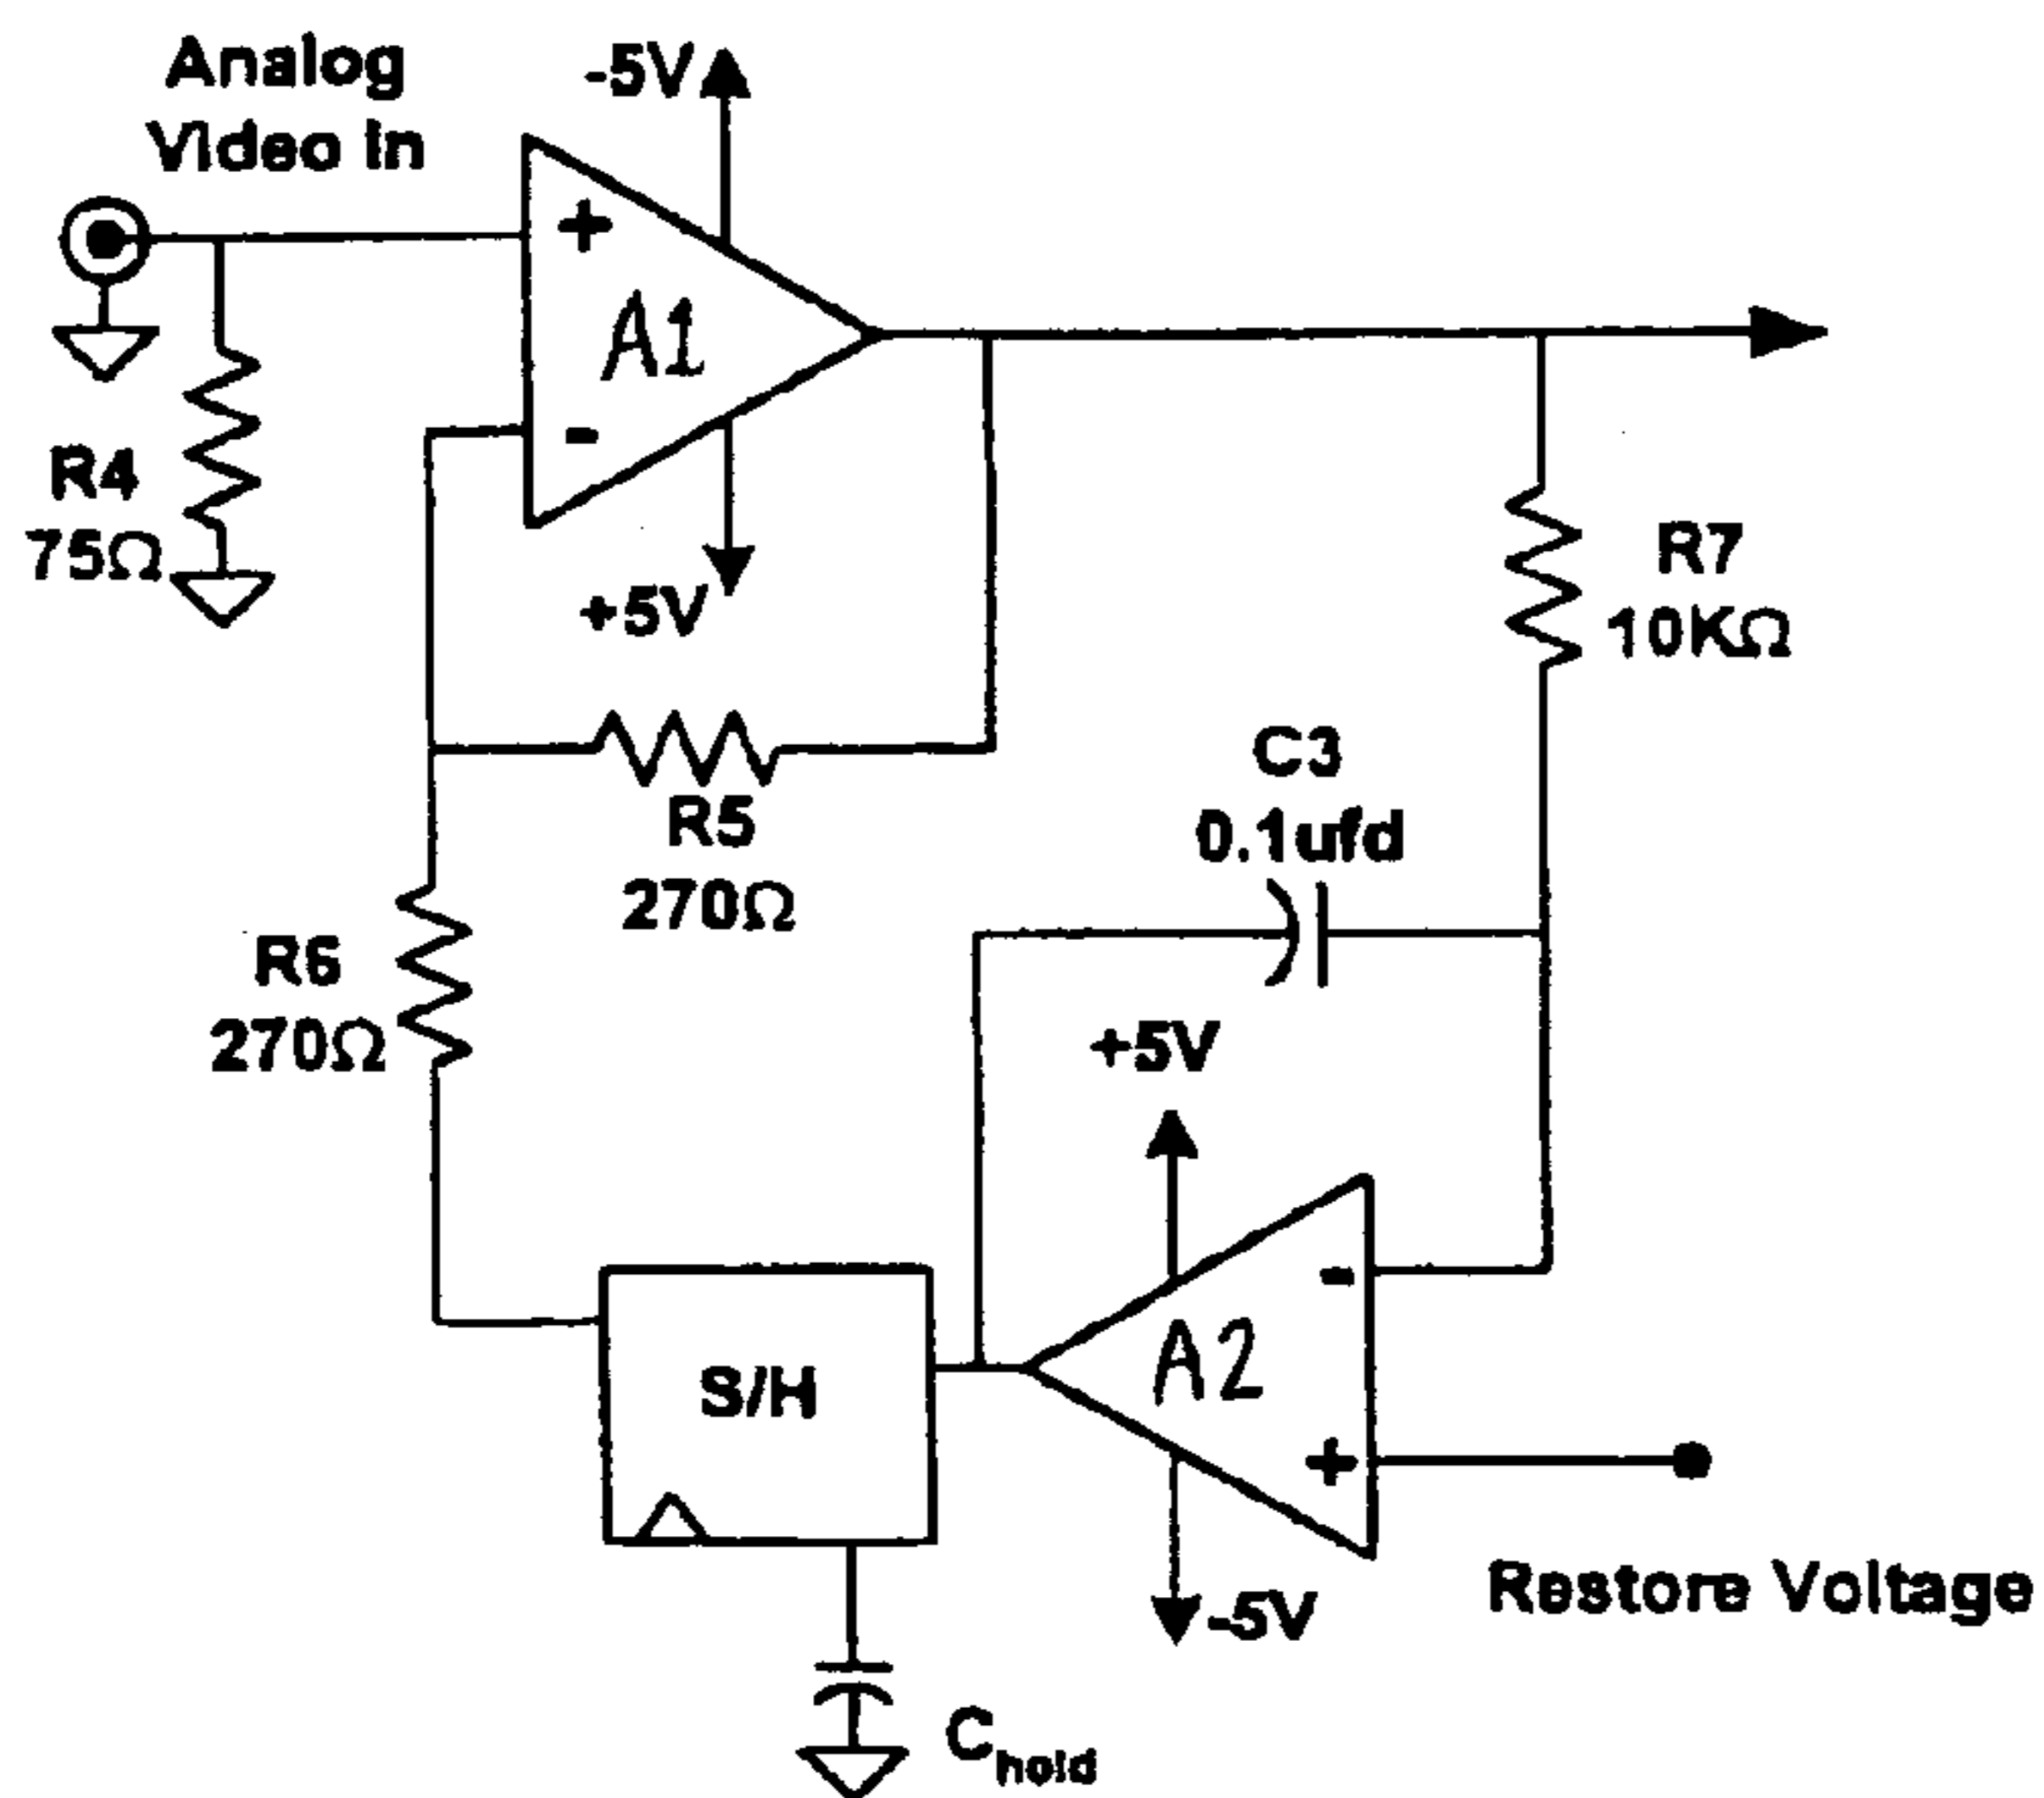 Analog
Video In
-5V
+
A1
-
+5V
R4
75Ω
R5
270Ω
R6
270Ω
R7
10KΩ
C3
0.1ufd
+5V
-
A2
+
-5V
S/H
Restore Voltage
Chold